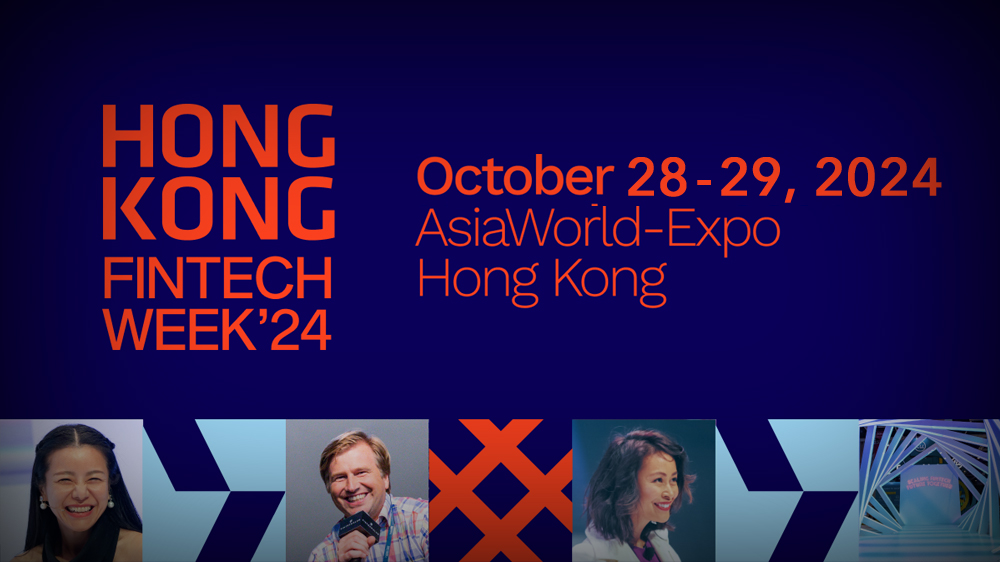 HONG
KONG
FINTECH
WEEK'24
October 28-29, 2024
AsiaWorld-Expo
Hong Kong